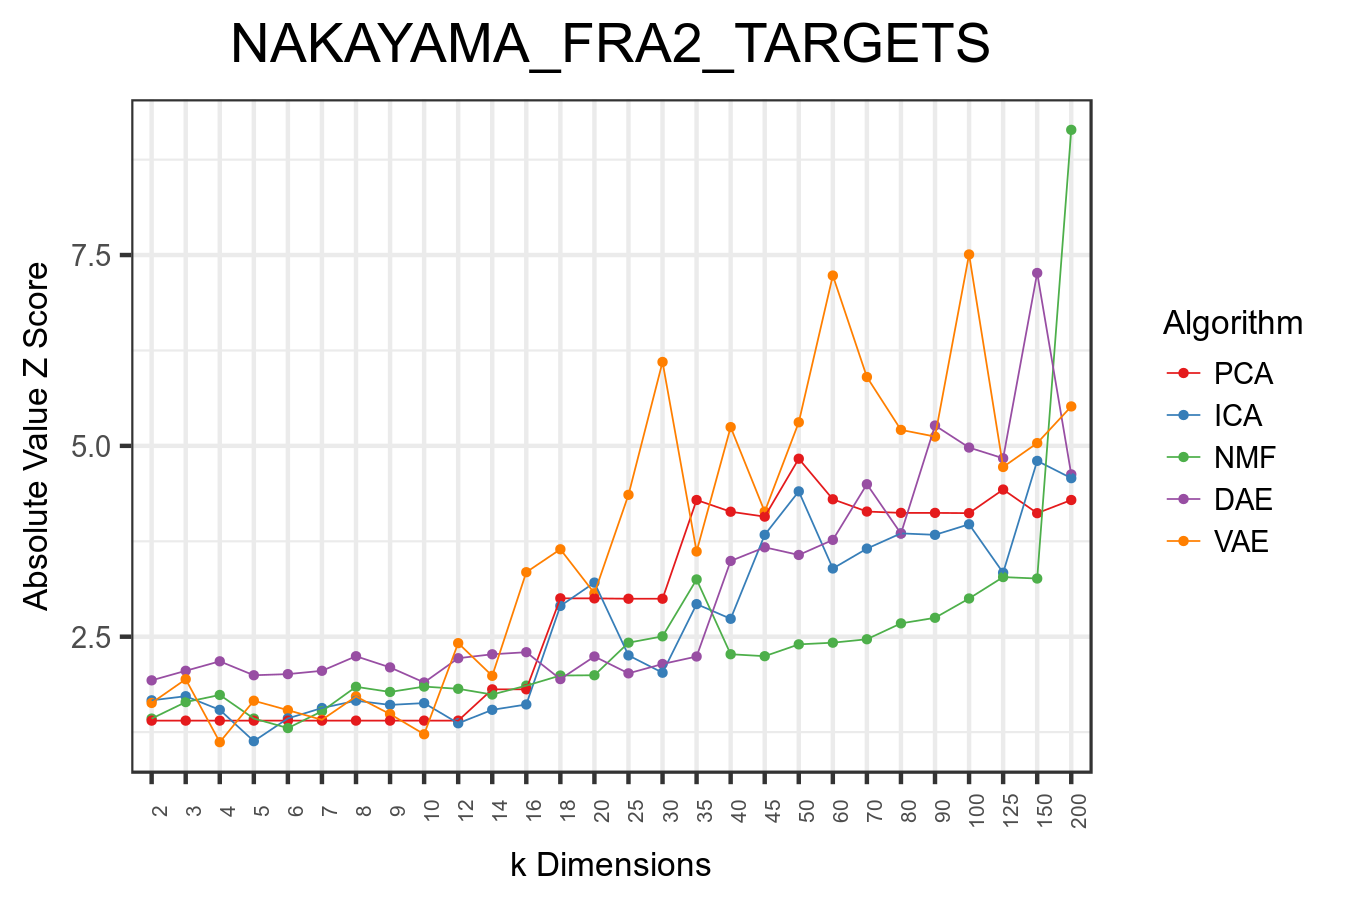 NAKAYAMA_FRA2_TARGETS
Absolute Value Z Score
7.5
5.0
2.5
2 3 4 5 6 7 8 9 10 12 14 16 18 20 25 30 35 40 45 50 60 70 80 90 100 125 150 200
k Dimensions
Algorithm
PCA
ICA
NMF
DAE
VAE